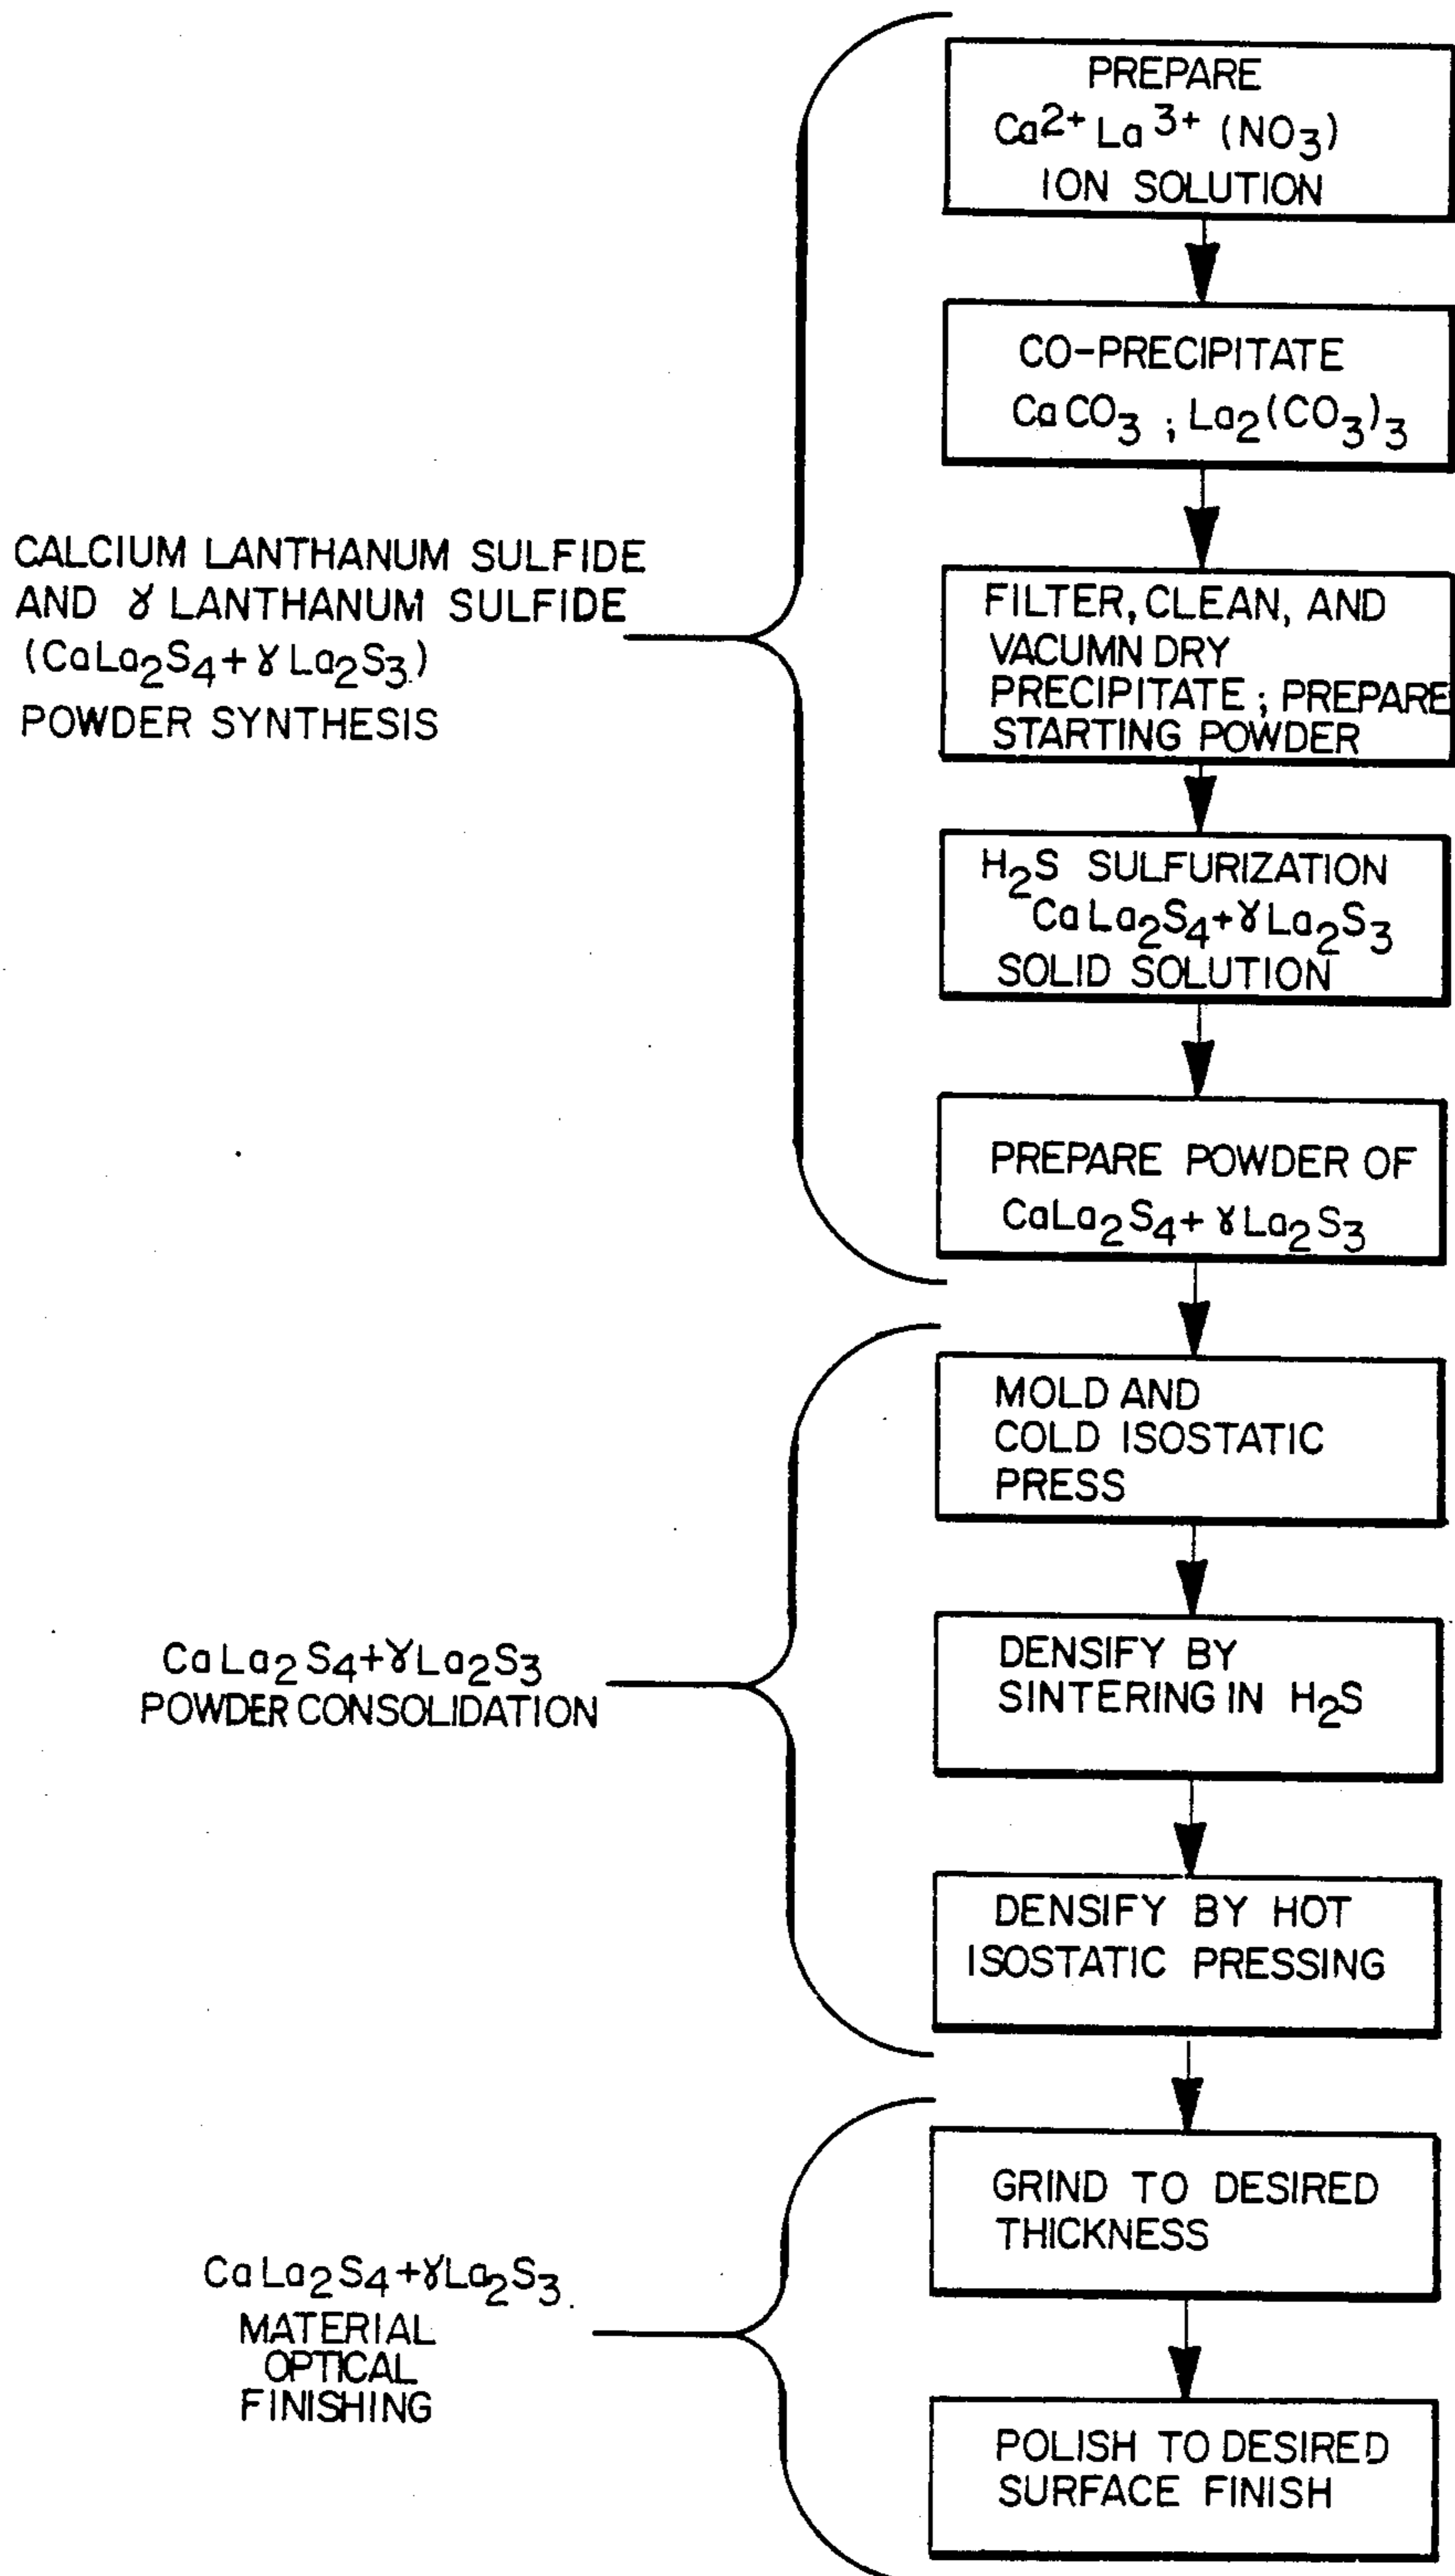 PREPARE
Ca²⁺ La³⁺ (NO₃)
ION SOLUTION
CO-PRECIPITATE
CaCO₃ ; La₂(CO₃)₃
FILTER, CLEAN, AND
VACUMN DRY
PRECIPITATE ; PREPARE
STARTING POWDER
H₂S SULFURIZATION
CaLa₂S₄+γLa₂S₃
SOLID SOLUTION
PREPARE POWDER OF
CaLa₂S₄+ γLa₂S₃
CALCIUM LANTHANUM SULFIDE
AND γ LANTHANUM SULFIDE
(CaLa₂S₄+γLa₂S₃)
POWDER SYNTHESIS
MOLD AND
COLD ISOSTATIC
PRESS
DENSIFY BY
SINTERING IN H₂S
DENSIFY BY HOT
ISOSTATIC PRESSING
CaLa₂S₄+γLa₂S₃
POWDER CONSOLIDATION
GRIND TO DESIRED
THICKNESS
POLISH TO DESIRED
SURFACE FINISH
CaLa₂S₄+γLa₂S₃
MATERIAL
OPTICAL
FINISHING